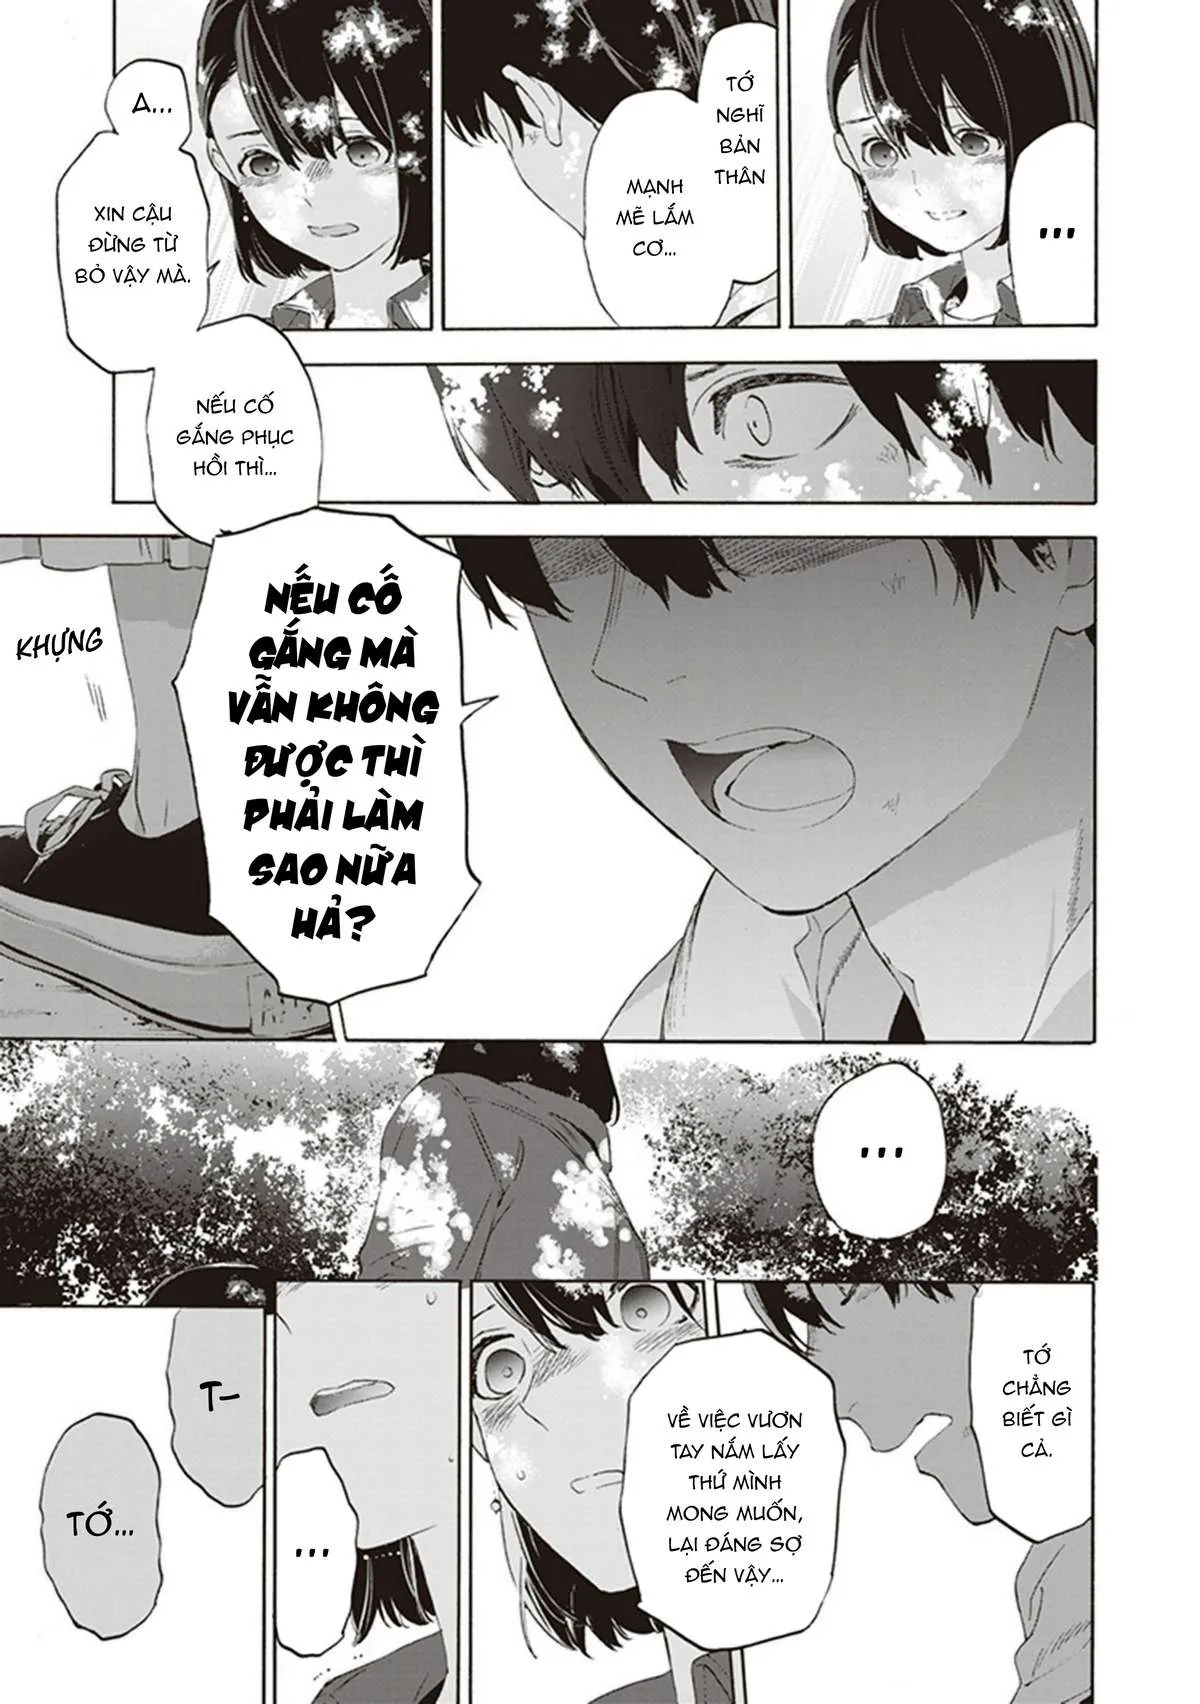 ...
TỚ
NGHĨ
BẢN
THÂN
MẠNH
MẼ LẮM
CƠ...
A...
XIN CẬU
ĐỪNG TỪ
BỎ VẬY MÀ.
NẾU CỐ
GẮNG PHỤC
HỒI THÌ...
NẾU CỐ
GẮNG MÀ
VẪN KHÔNG
ĐƯỢC THÌ
PHẢI LÀM
SAO NỮA
HẢ?
KHỰNG
...
TỚ
CHẲNG
BIẾT GÌ
CẢ.
VỀ VIỆC VƯƠN
TAY NẮM LẤY
THỨ MÌNH
MONG MUỐN,
LẠI ĐÁNG SỢ
ĐẾN VẬY...
...
T-
TỚ...